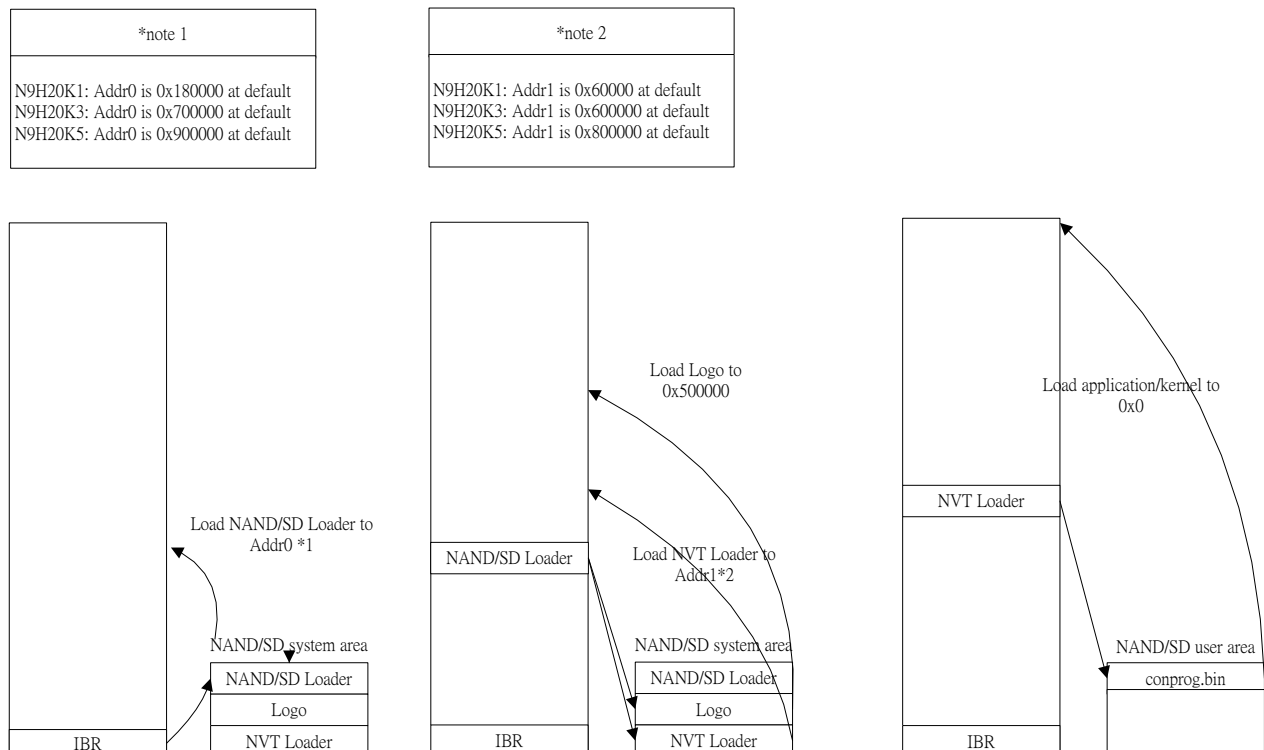 *note 1
N9H20K1: Addr0 is 0x180000 at default
N9H20K3: Addr0 is 0x700000 at default
N9H20K5: Addr0 is 0x900000 at default
*note 2
N9H20K1: Addr1 is 0x60000 at default
N9H20K3: Addr1 is 0x600000 at default
N9H20K5: Addr1 is 0x800000 at default
Load NAND/SD Loader to
Addr0 *1
NAND/SD system area
NAND/SD Loader
Logo
NVT Loader
IBR
Load Logo to
0x500000
NAND/SD Loader
Load NVT Loader to
Addr1*2
NAND/SD system area
NAND/SD Loader
Logo
NVT Loader
IBR
Load application/kernel to
0x0
NVT Loader
NAND/SD user area
conprog.bin
IBR